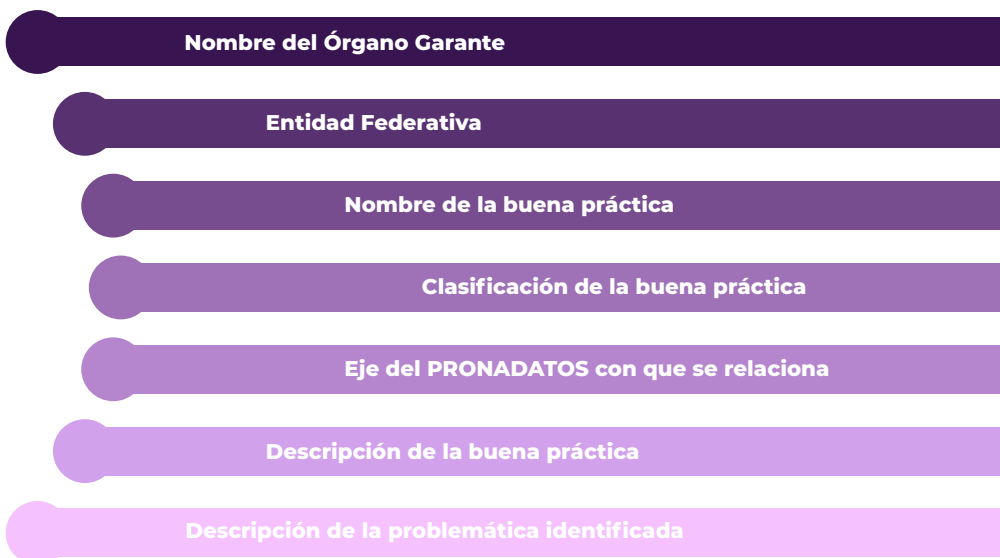 Nombre del Órgano Garante
Entidad Federativa
Nombre de la buena práctica
Clasificación de la buena práctica
Eje del PRONADATOS con que se relaciona
Descripción de la buena práctica
Descripción de la problemática identificada